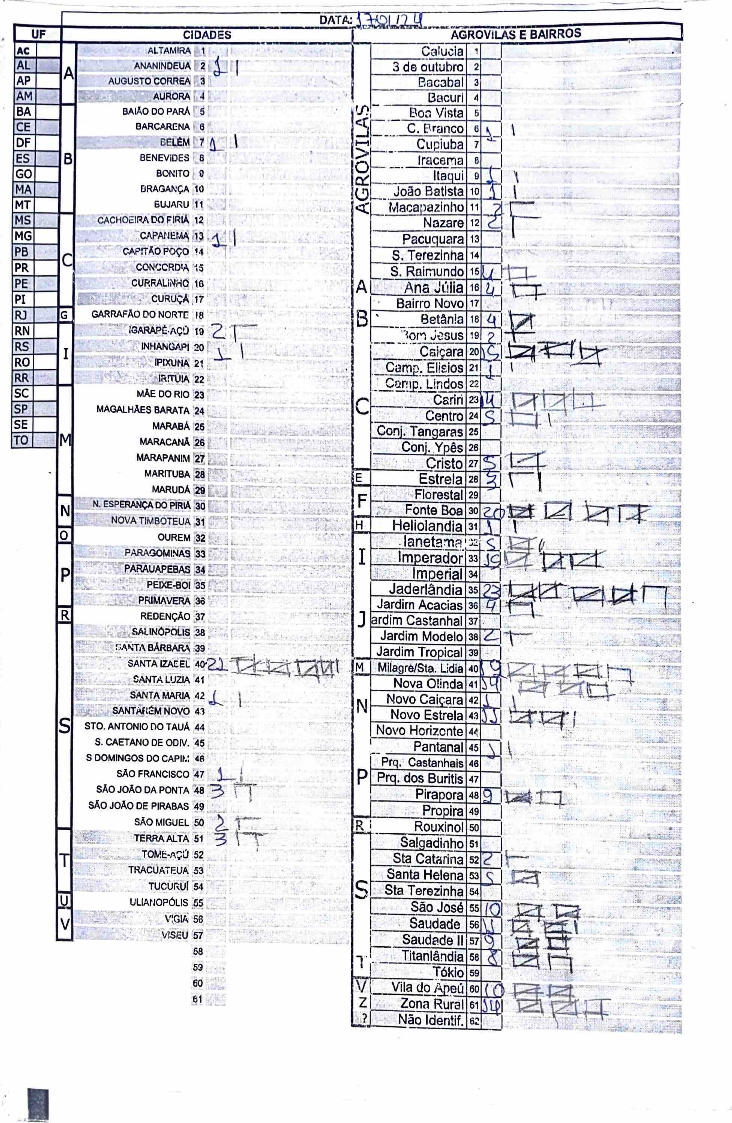 DATA: 17/01/24
UF CIDADES AGROVILAS E BAIRROS
AC
AL
AP
AM
BA
CE
DF
ES
GO
MA
MT
MS
MG
PB
PR
PE
PI
RJ
RN
RS
RO
RR
SC
SP
SE
TO
A
ALTAMIRA 1
ANANINDEUA 2 1
AUGUSTO CORREA 3
AURORA 4
B
BAIÃO DO PARÁ 5
BARCARENA 6
BELÉM 7 1
BENEVIDES 8
BONITO 9
BRAGANÇA 10
BUJARU 11
C
CACHOEIRA DO PIRIÁ 12
CAPANEMA 13 1
CAPITÃO POÇO 14
CONCORDIA 15
CURRALINHO 16
CURUÇÁ 17
G
GARRAFÃO DO NORTE 18
I
IGARAPÉ-AÇÚ 19 2
INHANGAPI 20 1
IPIXUNA 21
IRITUIA 22
M
MÃE DO RIO 23
MAGALHÃES BARATA 24
MARABÁ 25
MARACANÃ 26
MARAPANIM 27
MARITUBA 28
MARUDÁ 29
N
N. ESPERANÇA DO PIRIA 30
NOVA TIMBOTEUA 31
O
OUREM 32
P
PARAGOMINAS 33
PARAUAPEBAS 34
PEIXE-BOI 35
PRIMAVERA 36
R
REDENÇÃO 37
S
SALINÓPOLIS 38
SANTA BÁRBARA 39
SANTA IZABEL 40 21
SANTA LUZIA 41
SANTA MARIA 42 1
SANTARÉM NOVO 43
STO. ANTONIO DO TAUÁ 44
S. CAETANO DE ODIV. 45
S DOMINGOS DO CAPIM 46
SÃO FRANCISCO 47 1
SÃO JOÃO DA PONTA 48 3
SÃO JOÃO DE PIRABAS 49
SÃO MIGUEL 50 2
T
TERRA ALTA 51 3
TOME-AÇÚ 52
TRACUATEUA 53
TUCURUÍ 54
U
ULIANOPÓLIS 55
V
VIGIA 56
VISEU 57
58
59
60
61
AGROVILAS
Calucia 1
3 de outubro 2
Bacabal 3
Bacuri 4
Boa Vista 5
C. Branco 6 1
Cupiuba 7
Iracema 8
Itaqui 9 1
João Batista 10 1
Macapazinho 11 3
Nazare 12 2
Pacuquara 13
S. Terezinha 14
S. Raimundo 15 4
A
Ana Júlia 16 4
Bairro Novo 17
B
Betânia 18 4
Bom Jesus 19 2
Caiçara 20 15
C
Camp. Elisios 21 1
Camp. Lindos 22
Cariri 23 14
Centro 24 5
Conj. Tangaras 25
Conj. Ypês 26
Cristo 27 5
E
Estrela 28 3
F
Florestal 29
Fonte Boa 30 20
H
Heliolandia 31 1
I
Ianetama 32 5
Imperador 33 15
Imperial 34
J
Jaderlândia 35 23
Jardim Acacias 36 4
Jardim Castanhal 37
Jardim Modelo 38 2
Jardim Tropical 39
M
Milagre/Sta. Lidia 40 19
N
Nova Olinda 41 14
Novo Caiçara 42 1
Novo Estrela 43 11
Novo Horizonte 44
P
Pantanal 45 1
Prq. Castanhais 46
Prq. dos Buritis 47
Pirapora 48 9
Propira 49
R
Rouxinol 50
S
Salgadinho 51
Sta Catarina 52 2
Santa Helena 53 5
Sta Terezinha 54
São José 55 10
Saudade 56 11
Saudade II 57 9
T
Titanlândia 58 8
Tókio 59
V
Vila do Apeú 60 10
Z
Zona Rural 61 14
?
Não Identif. 62